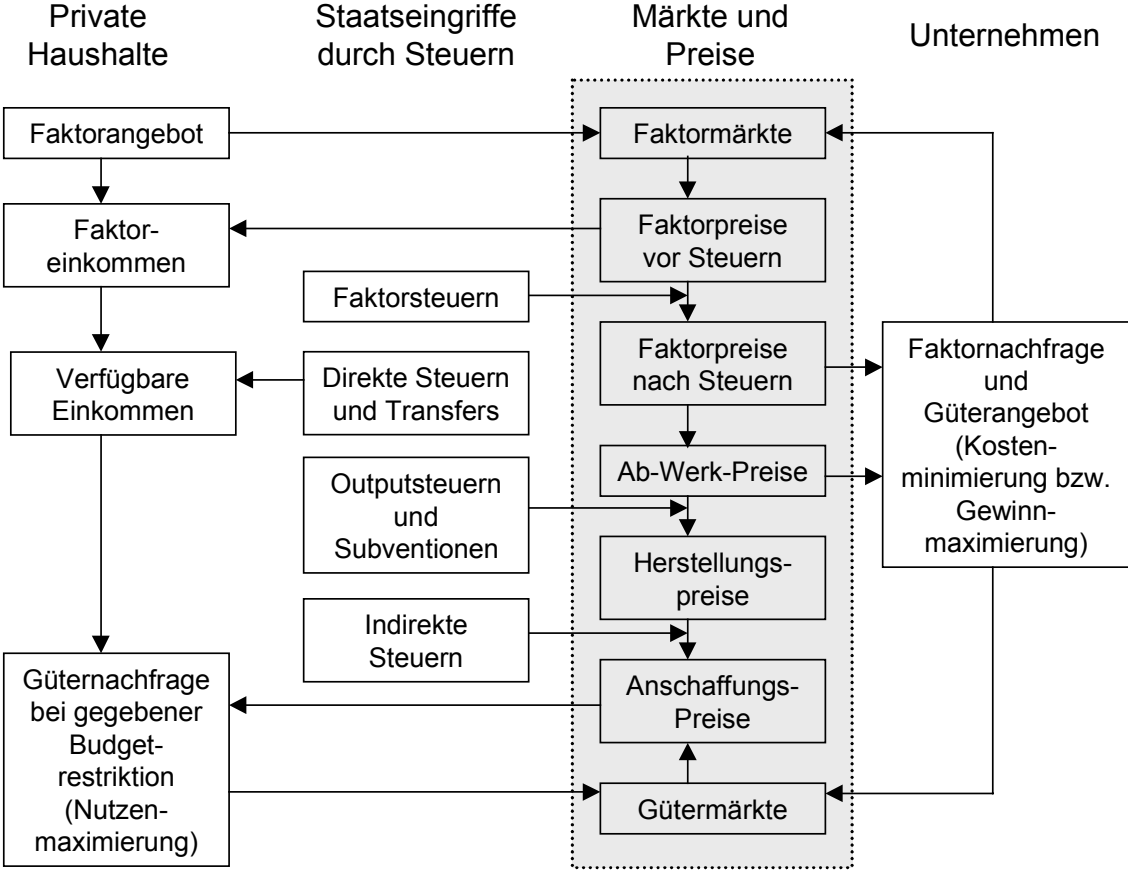 Private
Haushalte
Staatseingriffe
durch Steuern
Märkte und
Preise
Unternehmen
Faktorangebot
Faktor-
einkommen
Verfügbare
Einkommen
Güternachfrage
bei gegebener
Budget-
restriktion
(Nutzen-
maximierung)
Faktorsteuern
Direkte Steuern
und Transfers
Outputsteuern
und
Subventionen
Indirekte
Steuern
Faktormärkte
Faktorpreise
vor Steuern
Faktorpreise
nach Steuern
Ab-Werk-Preise
Herstellungs-
preise
Anschaffungs-
Preise
Gütermärkte
Faktornachfrage
und
Güterangebot
(Kosten-
minimierung bzw.
Gewinn-
maximierung)